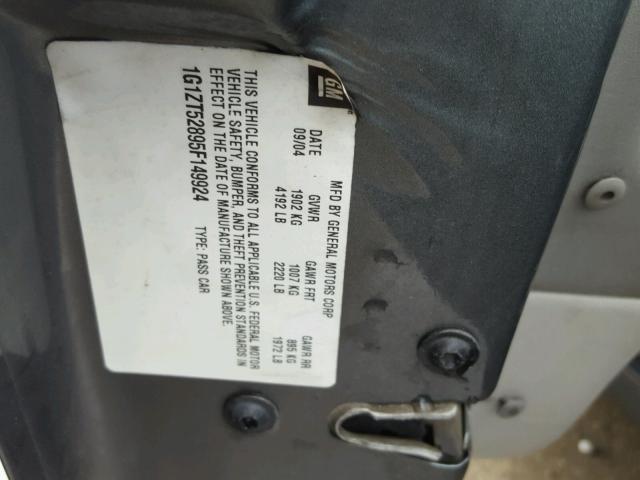 GM
MFD BY GENERAL MOTORS CORP
DATE GVWR GAWR FRT GAWR RR
09/04 1902 KG 1007 KG 895 KG
4192 LB 2220 LB 1972 LB
THIS VEHICLE CONFORMS TO ALL APPLICABLE U.S. FEDERAL MOTOR
VEHICLE SAFETY, BUMPER, AND THEFT PREVENTION STANDARDS IN
EFFECT ON THE DATE OF MANUFACTURE SHOWN ABOVE.
1G1ZT52895F149924 TYPE: PASS CAR